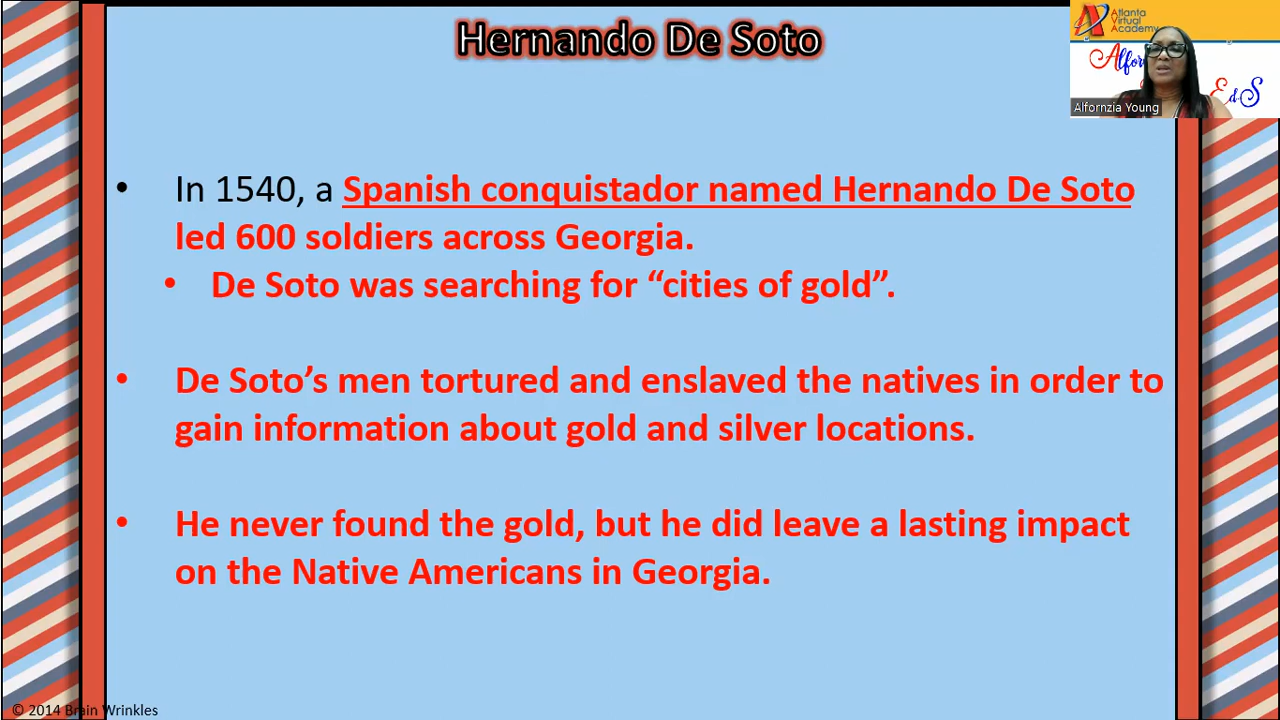 Hernando De Soto
Atlanta
Virtual
Academy
Alfornzia Young
EdS
• In 1540, a Spanish conquistador named Hernando De Soto
led 600 soldiers across Georgia.
• De Soto was searching for “cities of gold”.
• De Soto’s men tortured and enslaved the natives in order to
gain information about gold and silver locations.
• He never found the gold, but he did leave a lasting impact
on the Native Americans in Georgia.
© 2014 Brain Wrinkles